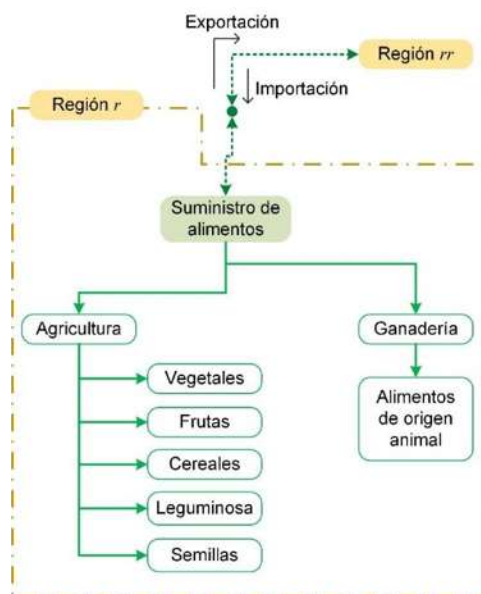 Exportación
Región rr
Importación
Región r
Suministro de
alimentos
Agricultura
Ganadería
Vegetales
Alimentos
de origen
animal
Frutas
Cereales
Leguminosa
Semillas